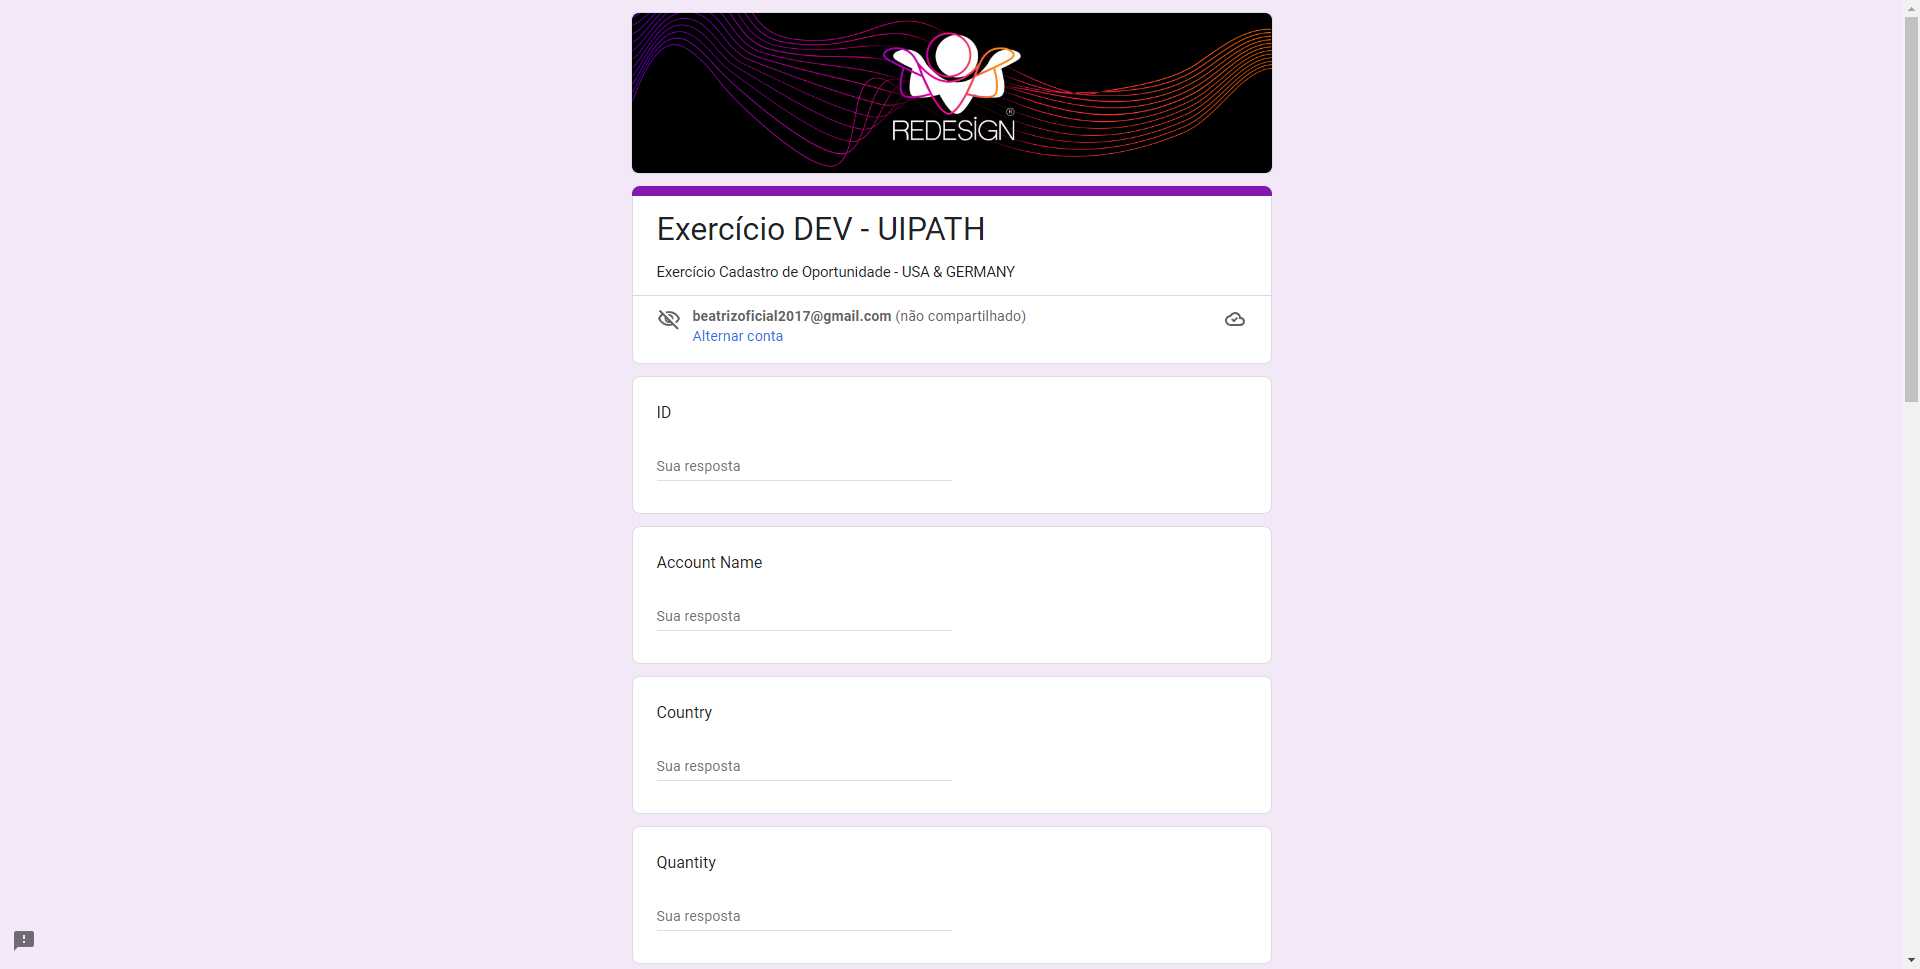 REDESiGN
®
Exercício DEV - UIPATH
Exercício Cadastro de Oportunidade - USA & GERMANY
beatrizoficial2017@gmail.com (não compartilhado)
Alternar conta
ID
Sua resposta
Account Name
Sua resposta
Country
Sua resposta
Quantity
Sua resposta